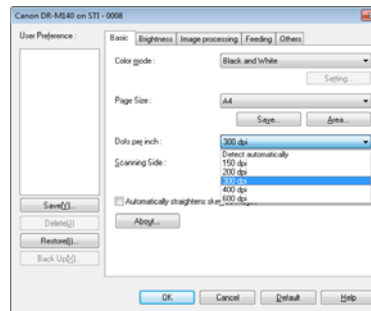 Canon DR-M140 on STI - 0008
User Preference :
Basic Brightness Image processing Feeding Others
Color mode : Black and White
Setting...
Page Size : A4
Save... Area...
Dots per inch : 300 dpi
Detect automatically
150 dpi
200 dpi
300 dpi
400 dpi
600 dpi
Scanning Side :
Automatically straightens
About...
Save(V)...
Delete(J)
Restore(I)...
Back Up(X)...
OK Cancel Default Help